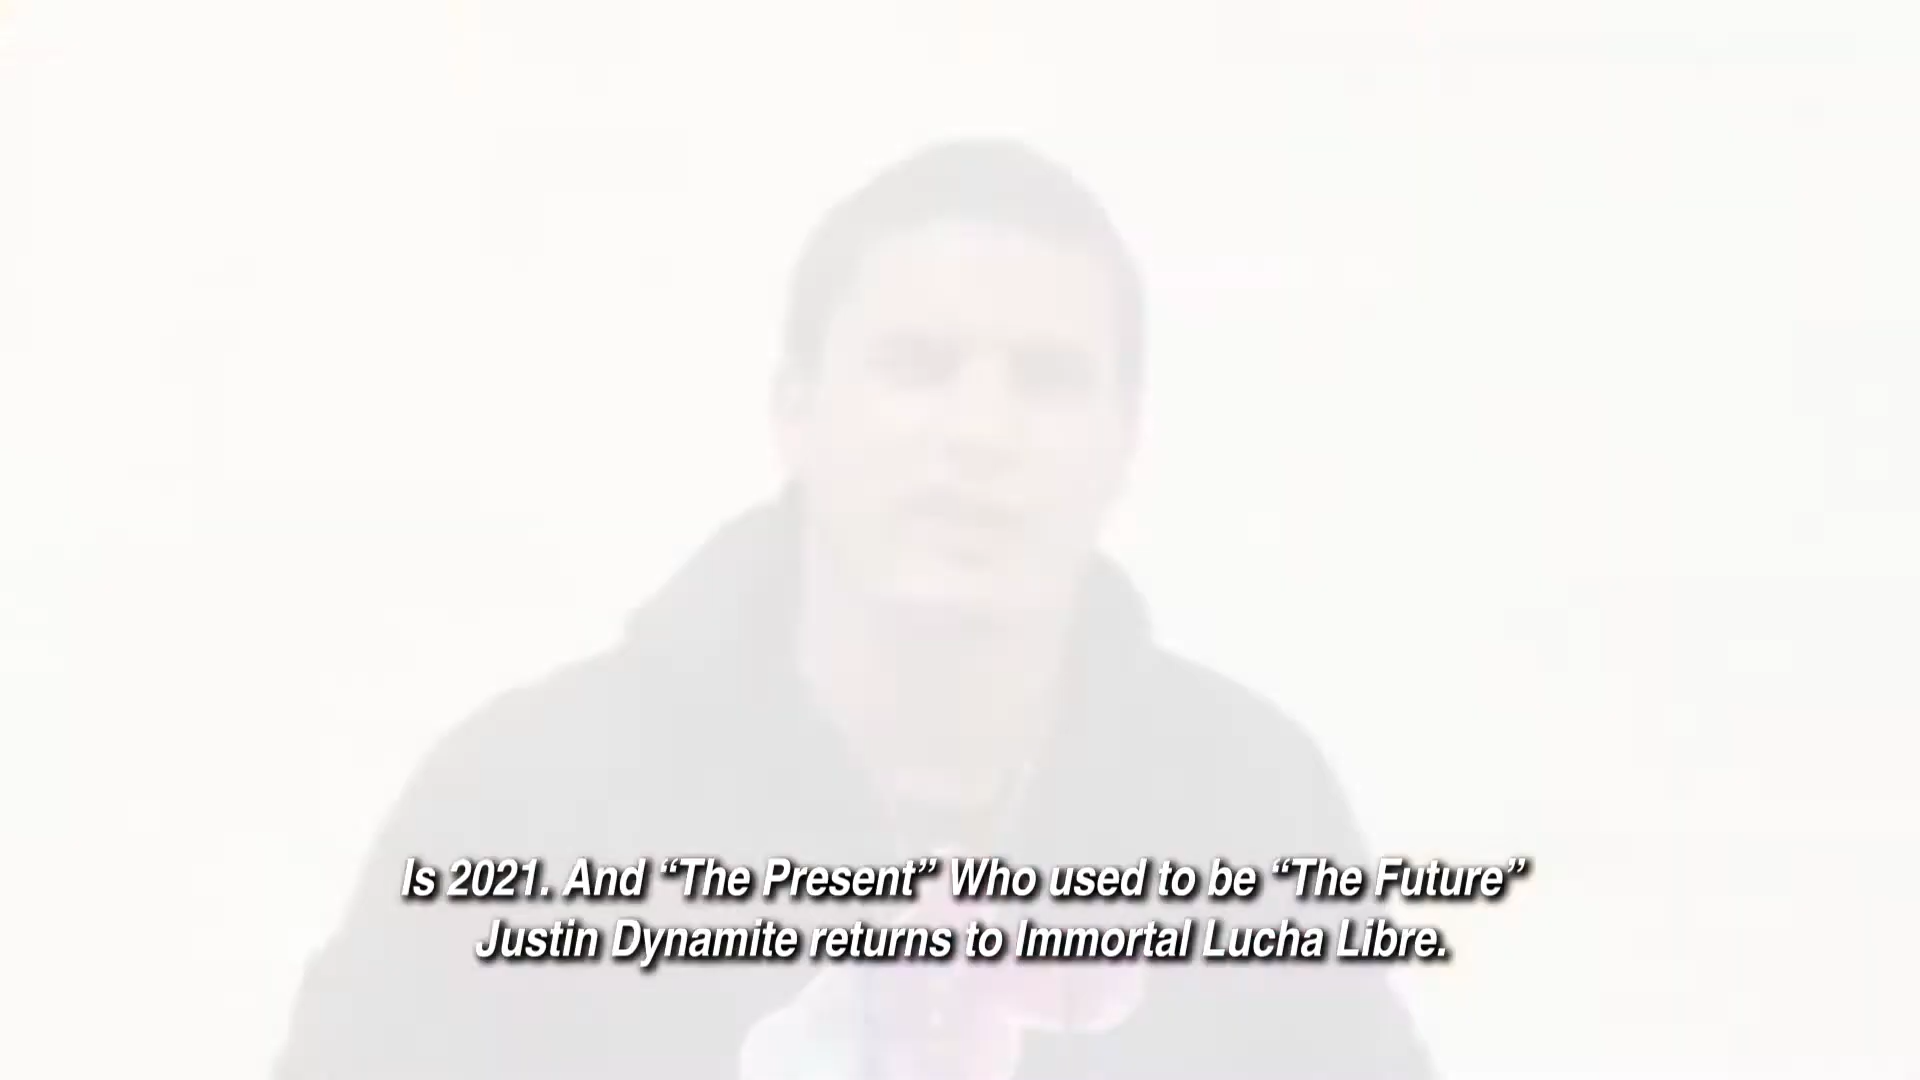 Is 2021. And “The Present” Who used to be “The Future”
Justin Dynamite returns to Immortal Lucha Libre.